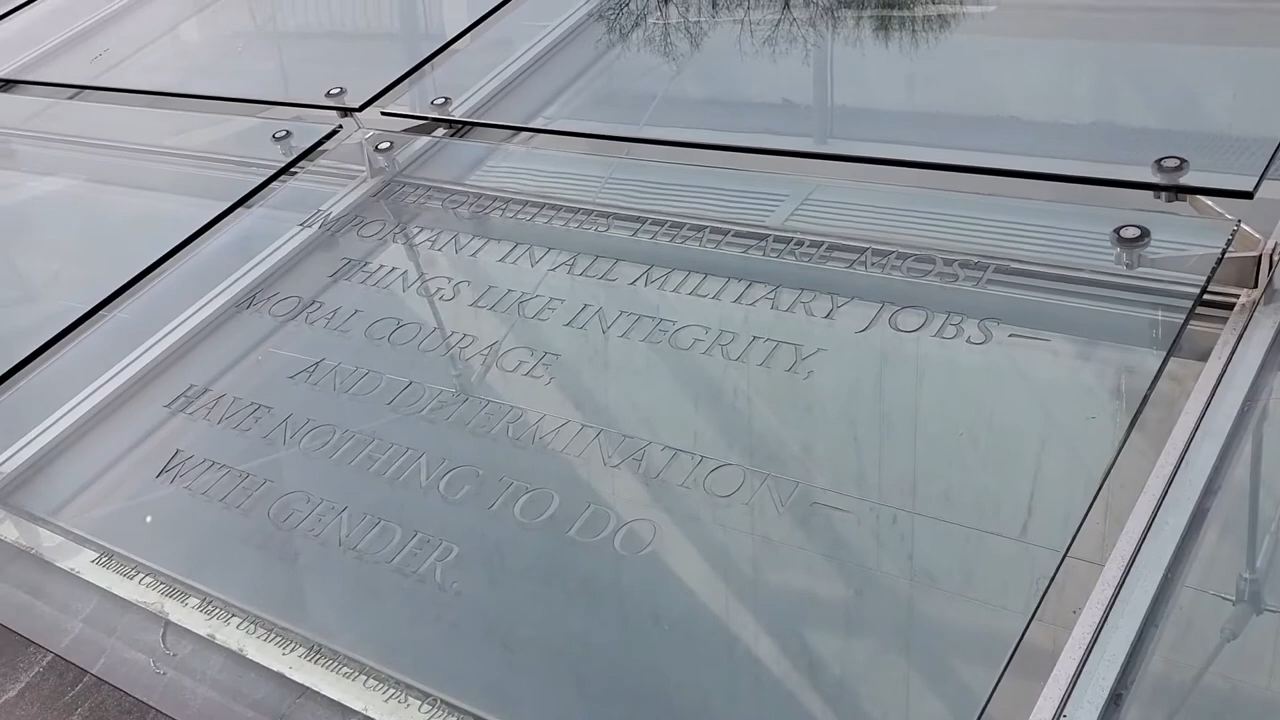 THE QUALITIES THAT ARE MOST
IMPORTANT IN ALL MILITARY JOBS —
THINGS LIKE INTEGRITY,
MORAL COURAGE,
AND DETERMINATION —
HAVE NOTHING TO DO
WITH GENDER.
Rhonda Cornum, Major, US Army Medical Corps,